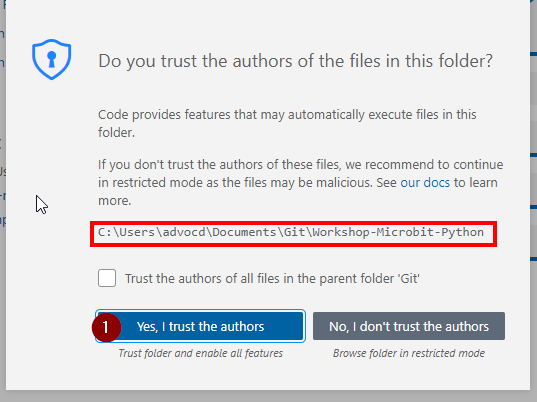 Do you trust the authors of the files in this folder?
Code provides features that may automatically execute files in this
folder.
If you don't trust the authors of these files, we recommend to continue
in restricted mode as the files may be malicious. See our docs to learn
more.
C:\Users\advocd\Documents\Git\Workshop-Microbit-Python
Trust the authors of all files in the parent folder 'Git'
1 Yes, I trust the authors
No, I don't trust the authors
Trust folder and enable all features
Browse folder in restricted mode